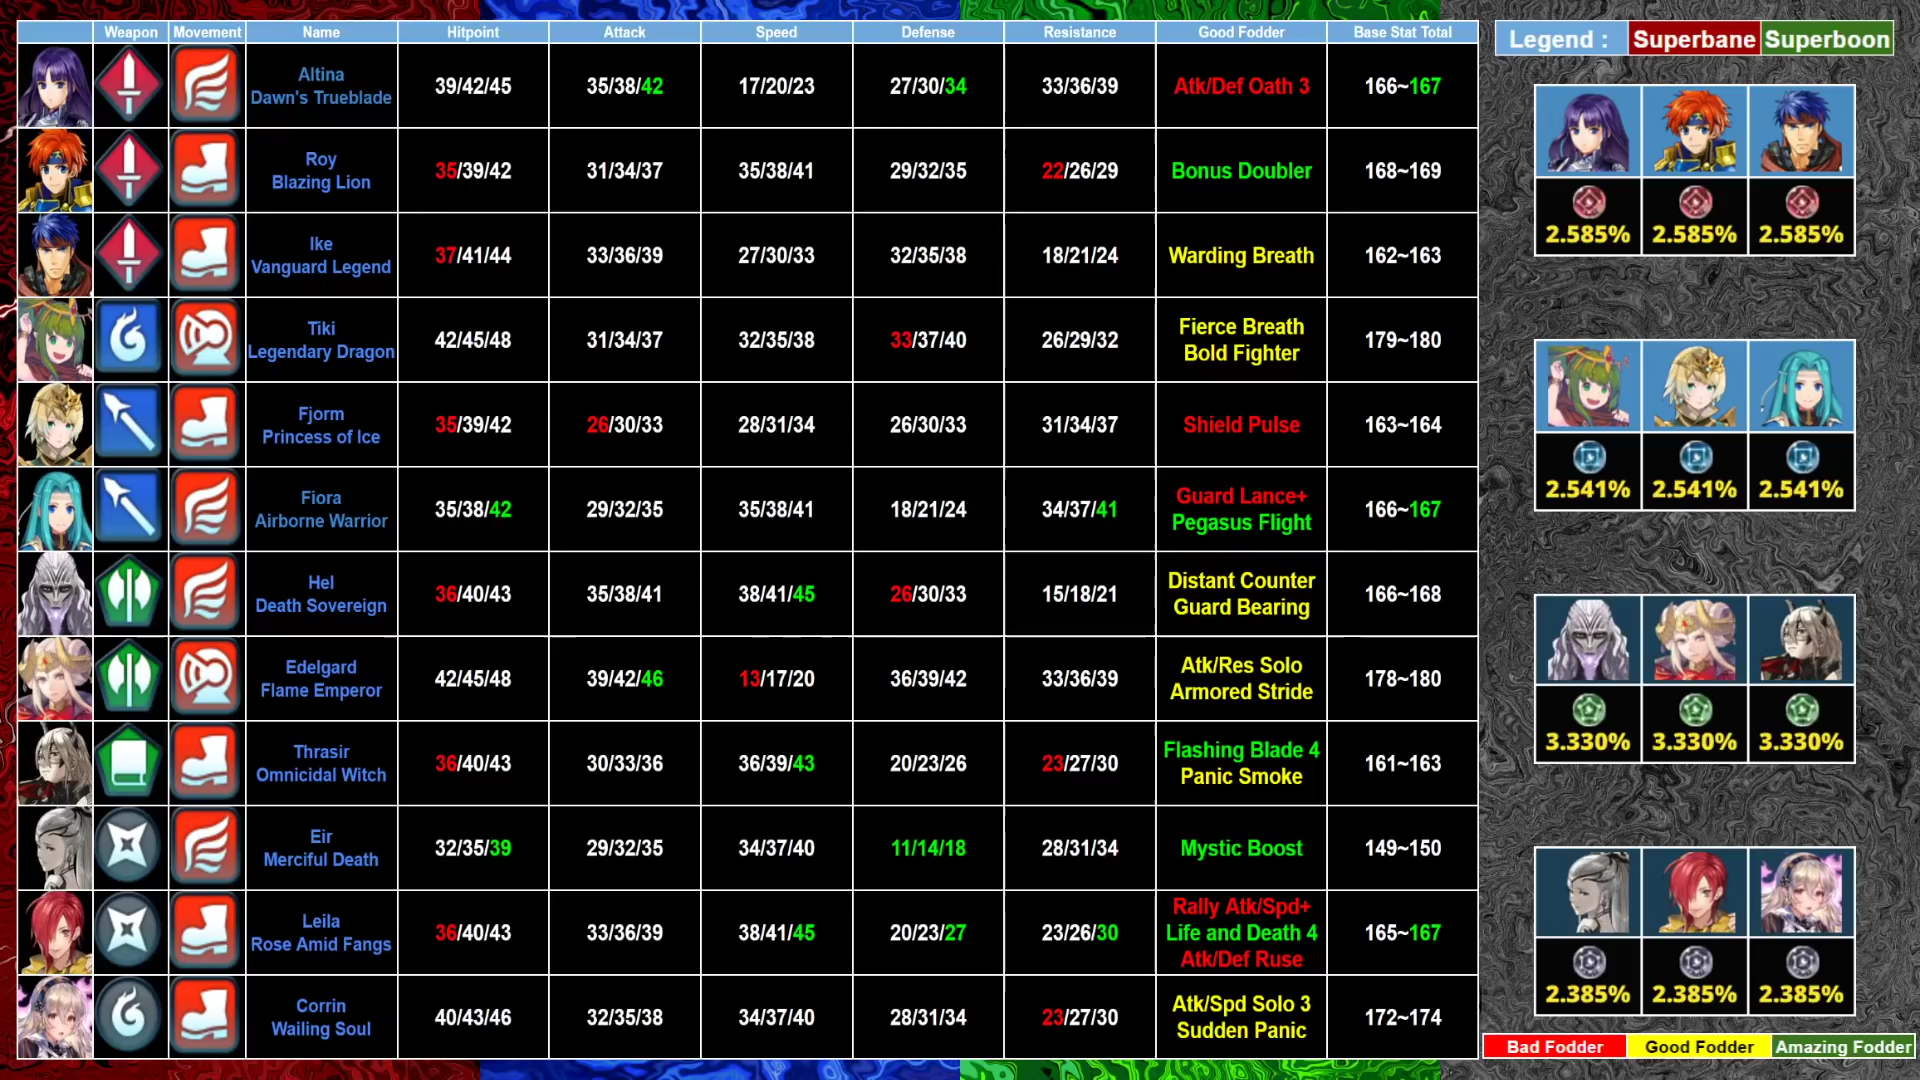 Weapon Movement Name Hitpoint Attack Speed Defense Resistance Good Fodder Base Stat Total
Altina
Dawn's Trueblade
39/42/45 35/38/42 17/20/23 27/30/34 33/36/39 Atk/Def Oath 3 166~167
Roy
Blazing Lion
35/39/42 31/34/37 35/38/41 29/32/35 22/26/29 Bonus Doubler 168~169
Ike
Vanguard Legend
37/41/44 33/36/39 27/30/33 32/35/38 18/21/24 Warding Breath 162~163
Tiki
Legendary Dragon
42/45/48 31/34/37 32/35/38 33/37/40 26/29/32
Fierce Breath
Bold Fighter
179~180
Fjorm
Princess of Ice
35/39/42 26/30/33 28/31/34 26/30/33 31/34/37 Shield Pulse 163~164
Fiora
Airborne Warrior
35/38/42 29/32/35 35/38/41 18/21/24 34/37/41
Guard Lance+
Pegasus Flight
166~167
Hel
Death Sovereign
36/40/43 35/38/41 38/41/45 26/30/33 15/18/21
Distant Counter
Guard Bearing
166~168
Edelgard
Flame Emperor
42/45/48 39/42/46 13/17/20 36/39/42 33/36/39
Atk/Res Solo
Armored Stride
178~180
Thrasir
Omnicidal Witch
36/40/43 30/33/36 36/39/43 20/23/26 23/27/30
Flashing Blade 4
Panic Smoke
161~163
Eir
Merciful Death
32/35/39 29/32/35 34/37/40 11/14/18 28/31/34 Mystic Boost 149~150
Leila
Rose Amid Fangs
36/40/43 33/36/39 38/41/45 20/23/27 23/26/30
Rally Atk/Spd+
Life and Death 4
Atk/Def Ruse
165~167
Corrin
Wailing Soul
40/43/46 32/35/38 34/37/40 28/31/34 23/27/30
Atk/Spd Solo 3
Sudden Panic
172~174
Legend : Superbane Superboon
2.585% 2.585% 2.585%
2.541% 2.541% 2.541%
3.330% 3.330% 3.330%
2.385% 2.385% 2.385%
Bad Fodder Good Fodder Amazing Fodder